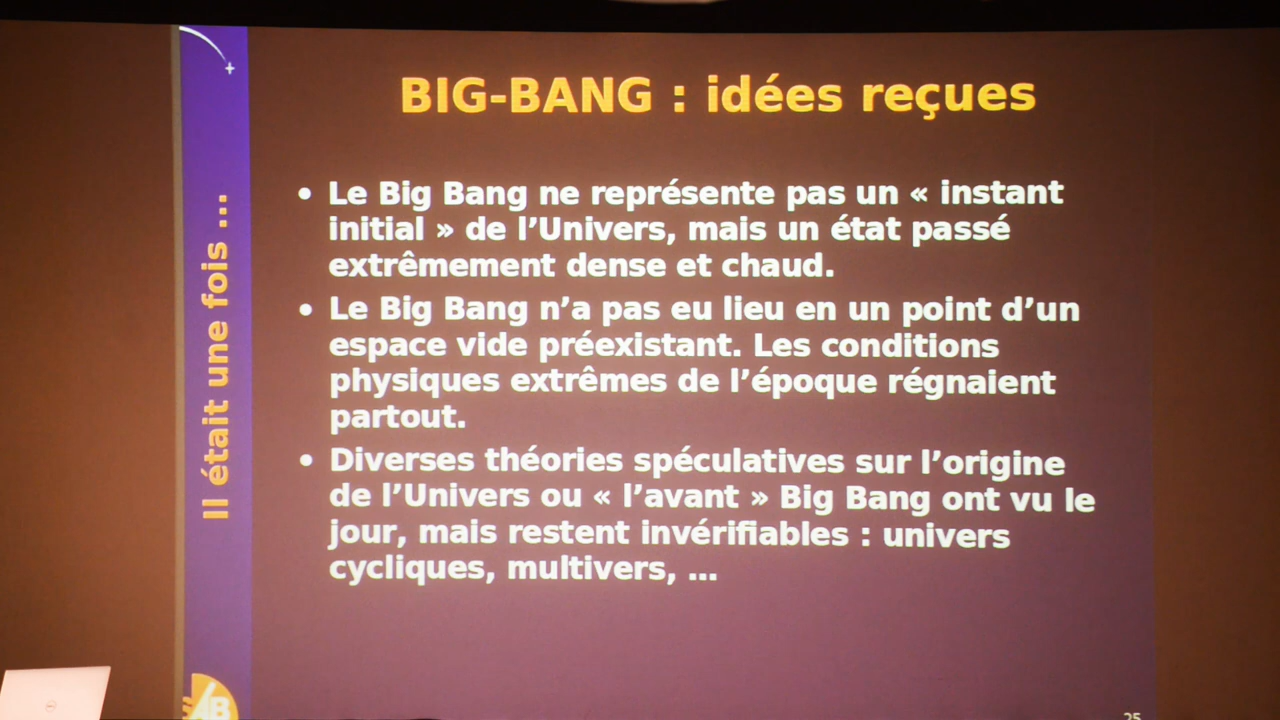 BIG-BANG : idées reçues
• Le Big Bang ne représente pas un « instant
initial » de l’Univers, mais un état passé
extrêmement dense et chaud.
• Le Big Bang n’a pas eu lieu en un point d’un
espace vide préexistant. Les conditions
physiques extrêmes de l’époque régnaient
partout.
• Diverses théories spéculatives sur l’origine
de l’Univers ou « l’avant » Big Bang ont vu le
jour, mais restent invérifiables : univers
cycliques, multivers, ...
Il était une fois ...
25